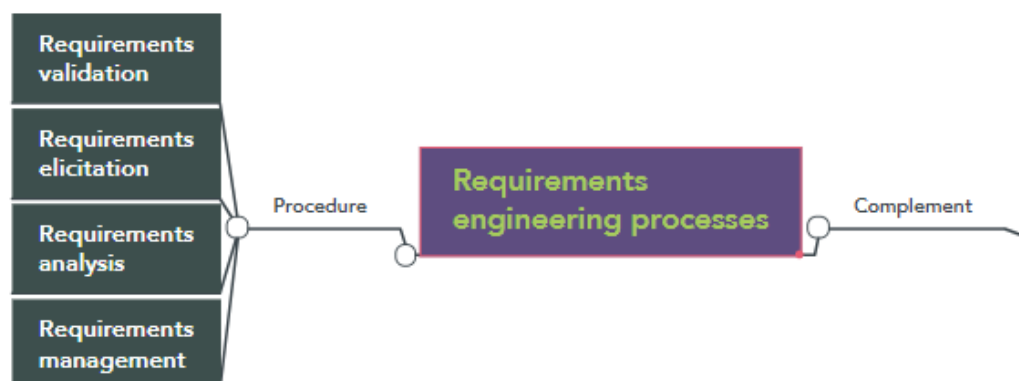 Requirements
validation
Requirements
elicitation
Requirements
analysis
Requirements
management
Procedure
Requirements
engineering processes
Complement